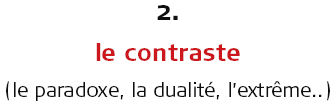 2.
le contraste
(le paradoxe, la dualité, l'extrême..)